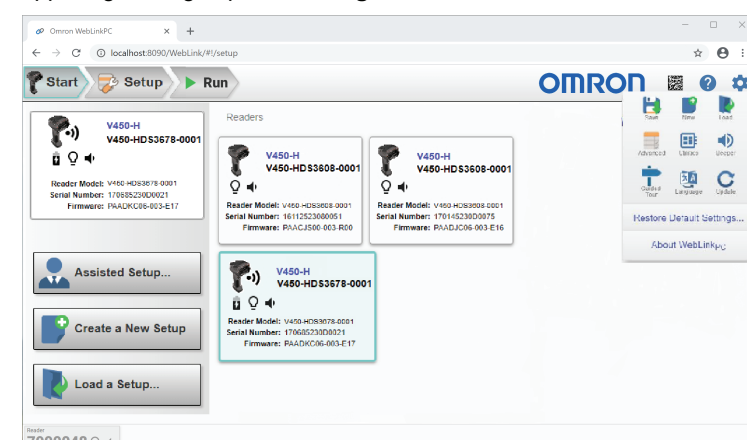 Omron WebLinkPC
localhost:8090/WebLink/#!/setup
Start
Setup
Run
OMRON
V450-H
V450-HDS3678-0001
Reader Model: V450-HDS3678-0001
Serial Number: 170685230D0021
Firmware: PAADKC06-003-E17
Assisted Setup...
Create a New Setup
Load a Setup...
Readers
V450-H
V450-HDS3608-0001
Reader Model: V450-HDS3608-0001
Serial Number: 16112523080051
Firmware: PAACJS00-003-R00
V450-H
V450-HDS3608-0001
Reader Model: V450-HDS3608-0001
Serial Number: 170145230D0075
Firmware: PAADJC06-003-E16
V450-H
V450-HDS3678-0001
Reader Model: V450-HDS3678-0001
Serial Number: 170685230D0021
Firmware: PAADKC06-003-E17
Save
New
Load
Advanced
Beeper
Guided
Tour
Language
Update
Restore Default Settings...
About WebLinkPC
Reader